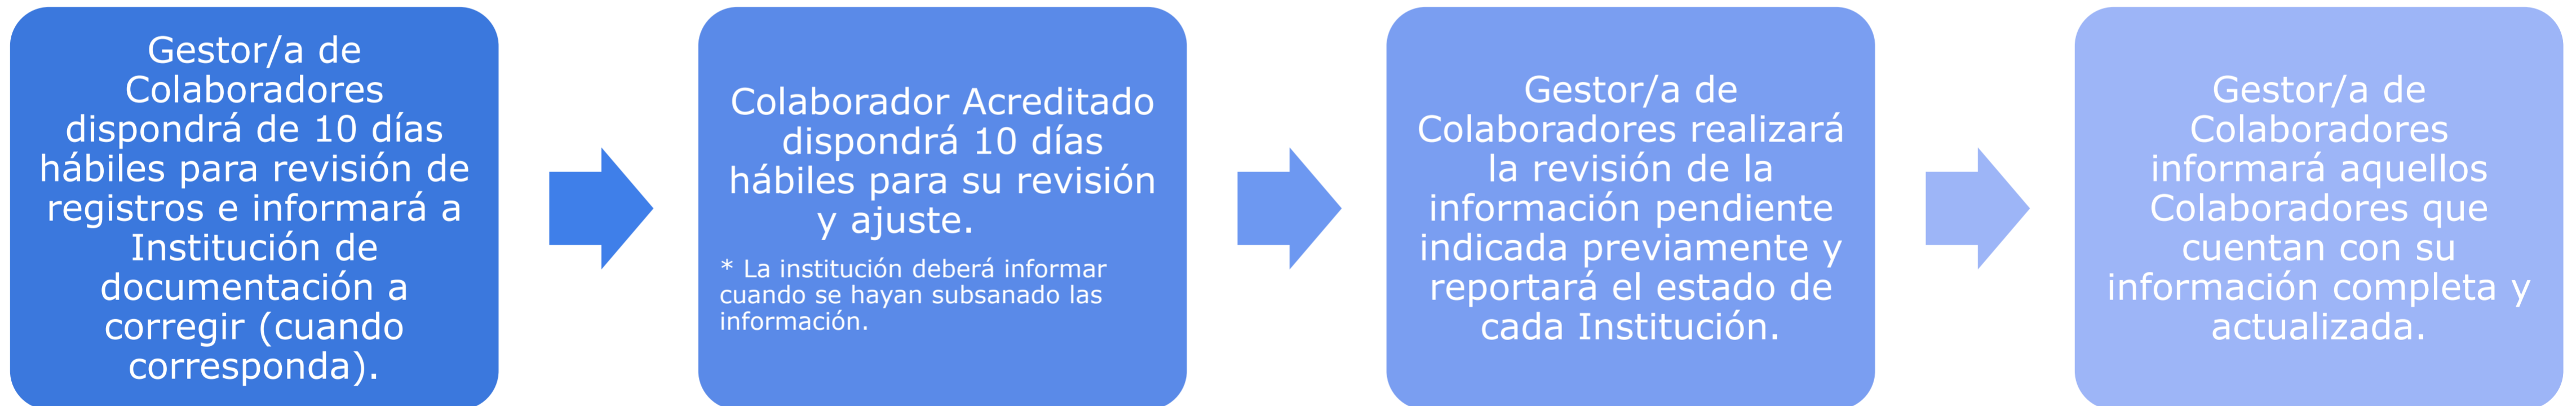 Gestor/a de
Colaboradores
dispondrá de 10 días
hábiles para revisión de
registros e informará a
Institución de
documentación a
corregir (cuando
corresponda).
Colaborador Acreditado
dispondrá 10 días
hábiles para su revisión
y ajuste.
* La institución deberá informar
cuando se hayan subsanado las
información.
Gestor/a de
Colaboradores realizará
la revisión de la
información pendiente
indicada previamente y
reportará el estado de
cada Institución.
Gestor/a de
Colaboradores
informará aquellos
Colaboradores que
cuentan con su
información completa y
actualizada.